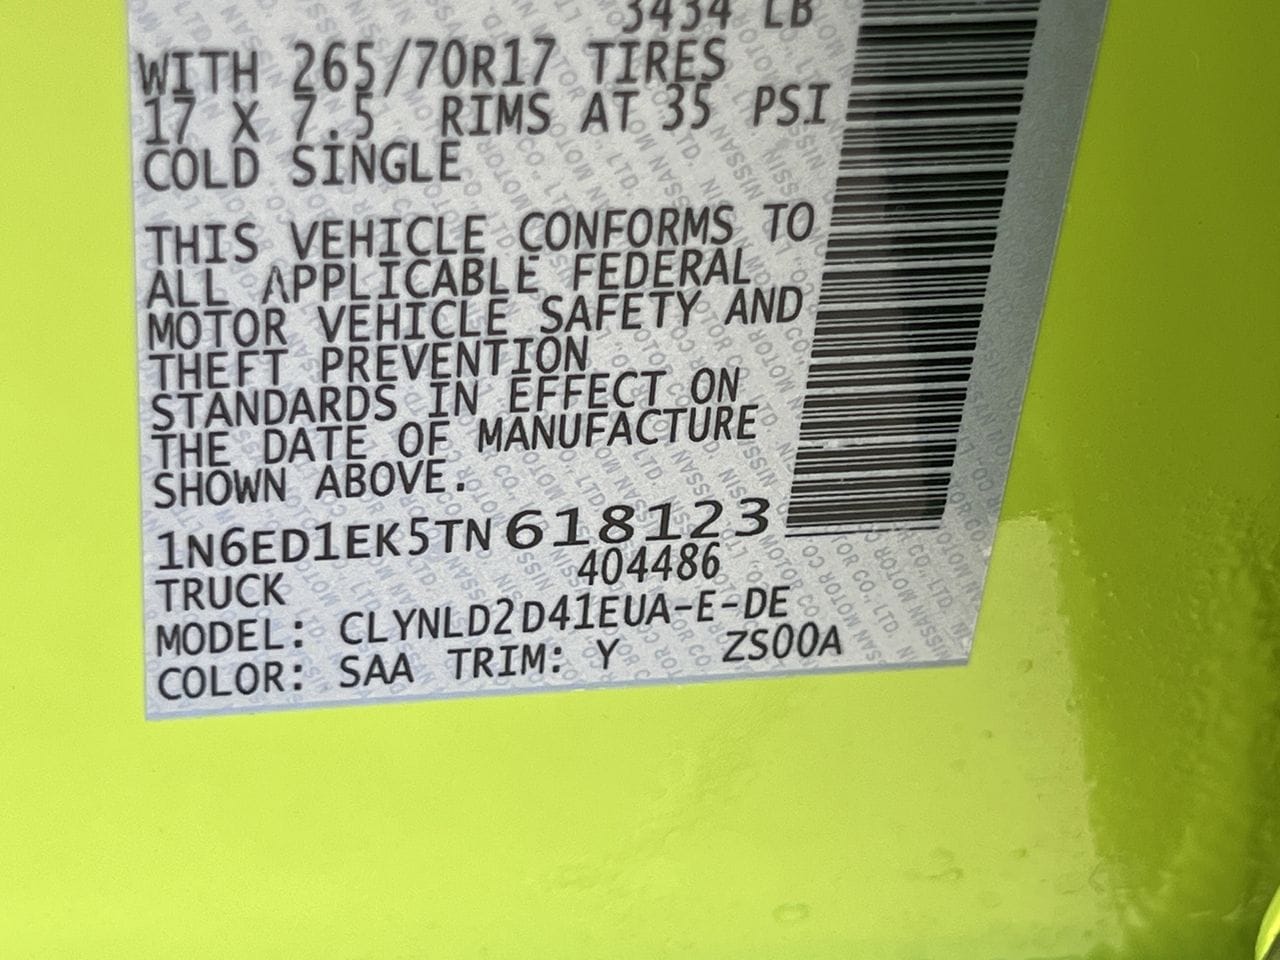 3434 LB
WITH 265/70R17 TIRES
17 X 7.5 RIMS AT 35 PSI
COLD SINGLE
THIS VEHICLE CONFORMS TO
ALL APPLICABLE FEDERAL
MOTOR VEHICLE SAFETY AND
THEFT PREVENTION
STANDARDS IN EFFECT ON
THE DATE OF MANUFACTURE
SHOWN ABOVE.
1N6ED1EK5TN618123
TRUCK 404486
MODEL: CLYNLD2D41EUA-E-DE
COLOR: SAA TRIM: Y ZS00A